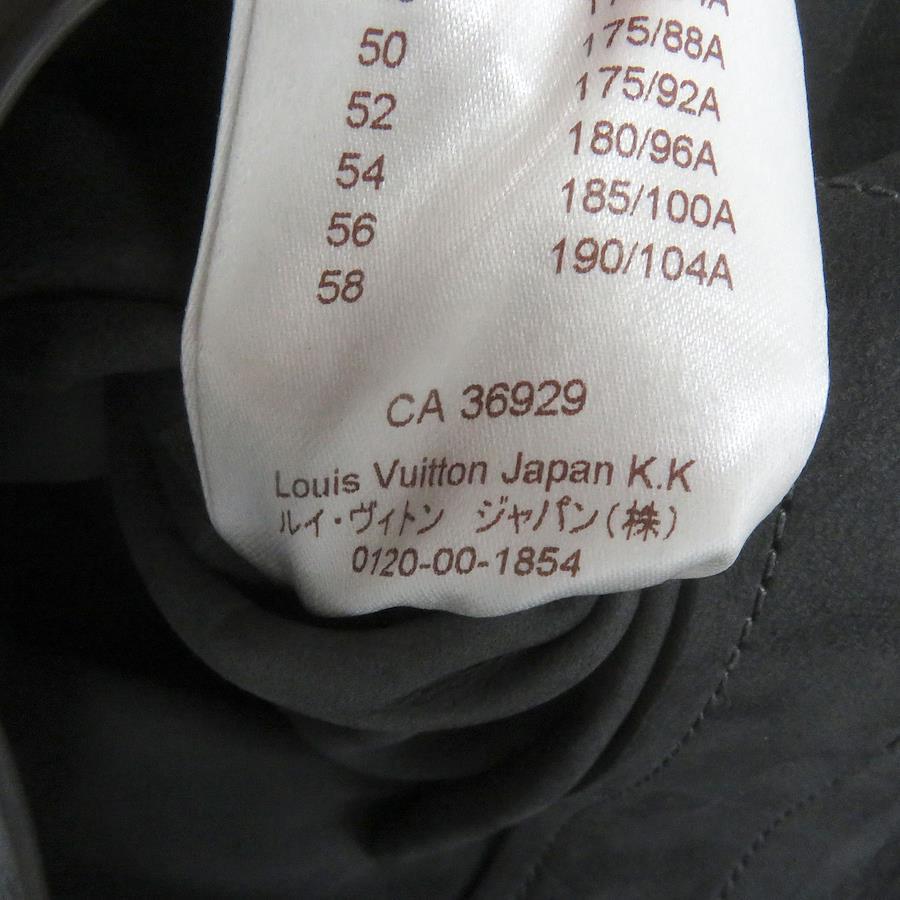 50 175/88A
52 175/92A
54 180/96A
56 185/100A
58 190/104A
CA 36929
Louis Vuitton Japan K.K
ルイ・ヴィトン ジャパン(株)
0120-00-1854